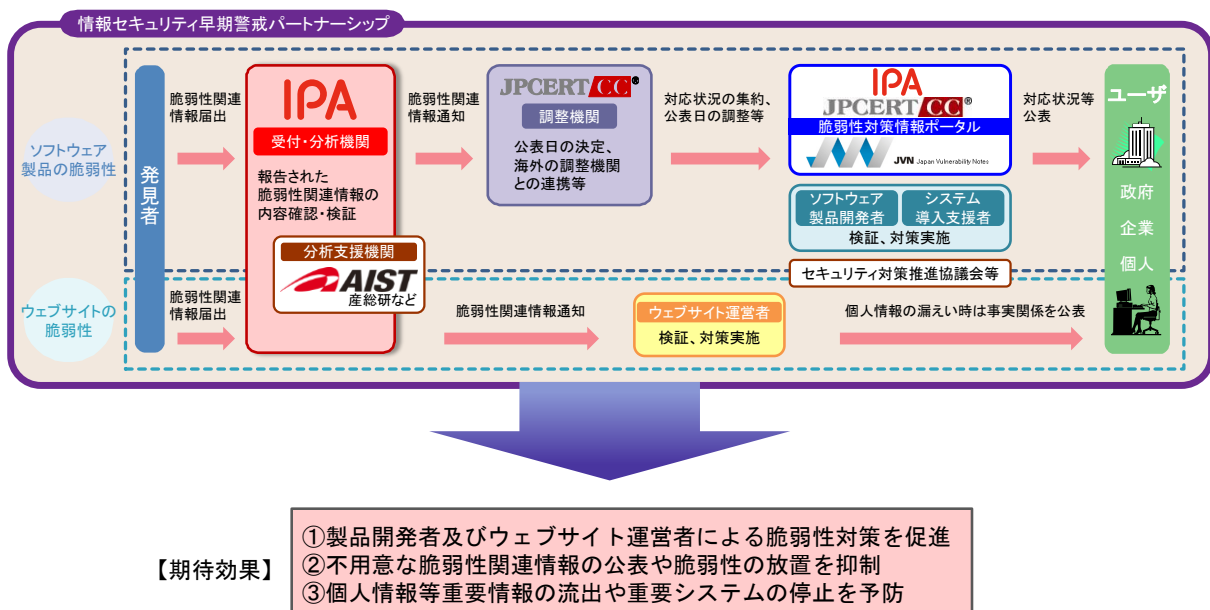 情報セキュリティ早期警戒パートナーシップ
ソフトウェア
製品の脆弱性
発見者
脆弱性関連
情報届出
IPA
受付・分析機関
報告された
脆弱性関連情報の
内容確認・検証
分析支援機関
AIST
産総研など
脆弱性関連
情報通知
JPCERT CC®
調整機関
公表日の決定、
海外の調整機関
との連携等
対応状況の集約、
公表日の調整等
IPA
JPCERT CC®
脆弱性対策情報ポータル
JVN Japan Vulnerability Notes
ソフトウェア
製品開発者
システム
導入支援者
検証、対策実施
セキュリティ対策推進協議会等
対応状況等
公表
ユーザ
政府
企業
個人
ウェブサイトの
脆弱性
脆弱性関連
情報届出
脆弱性関連情報通知
ウェブサイト運営者
検証、対策実施
個人情報の漏えい時は事実関係を公表
【期待効果】
①製品開発者及びウェブサイト運営者による脆弱性対策を促進
②不用意な脆弱性関連情報の公表や脆弱性の放置を抑制
③個人情報等重要情報の流出や重要システムの停止を予防